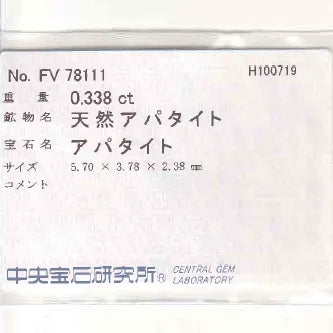 No. FV 78111 H100719
重量 0.338 ct
鉱物名 天然アパタイト
宝石名 アパタイト
サイズ 5.70 × 3.78 × 2.38 ㎜
コメント
中央宝石研究所® CENTRAL GEM
LABORATORY